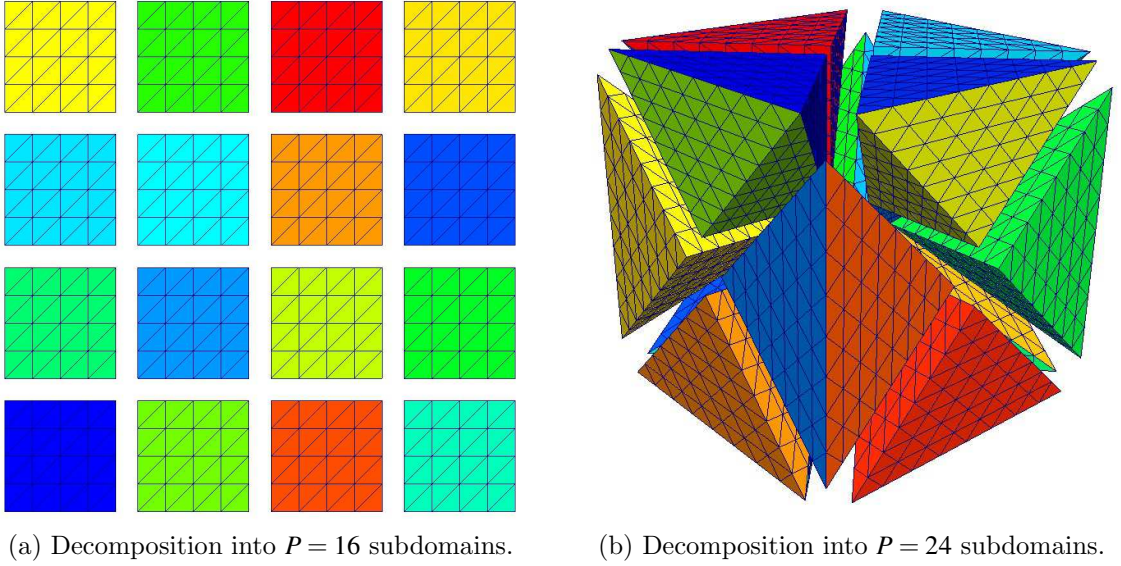 (a) Decomposition into P = 16 subdomains.
(b) Decomposition into P = 24 subdomains.